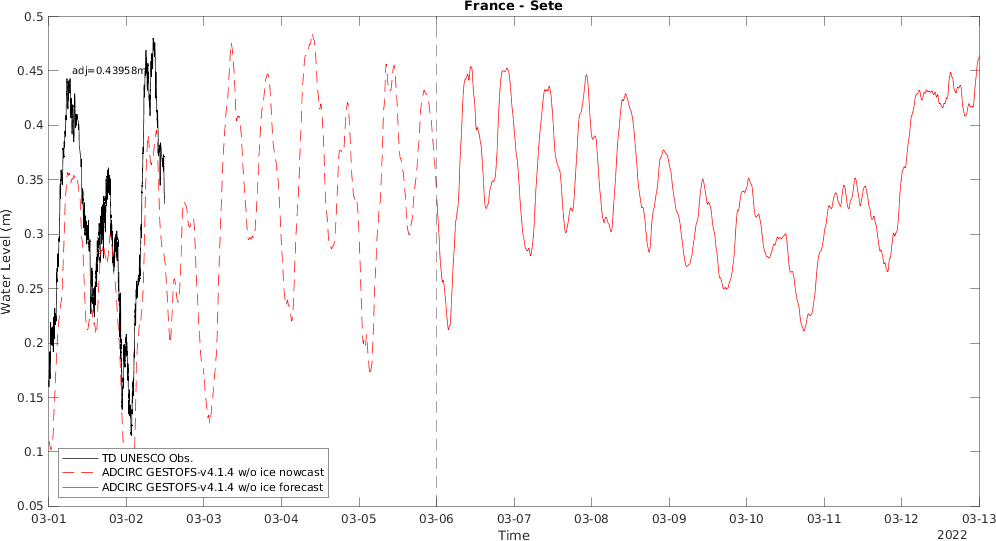 France - Sete
0.5
0.45
0.4
0.35
0.3
0.25
0.2
0.15
0.1
0.05
Water Level (m)
adj=0.43958m
TD UNESCO Obs.
ADCIRC GESTOFS-v4.1.4 w/o ice nowcast
ADCIRC GESTOFS-v4.1.4 w/o ice forecast
03-01 03-02 03-03 03-04 03-05 03-06 03-07 03-08 03-09 03-10 03-11 03-12 03-13
Time
2022